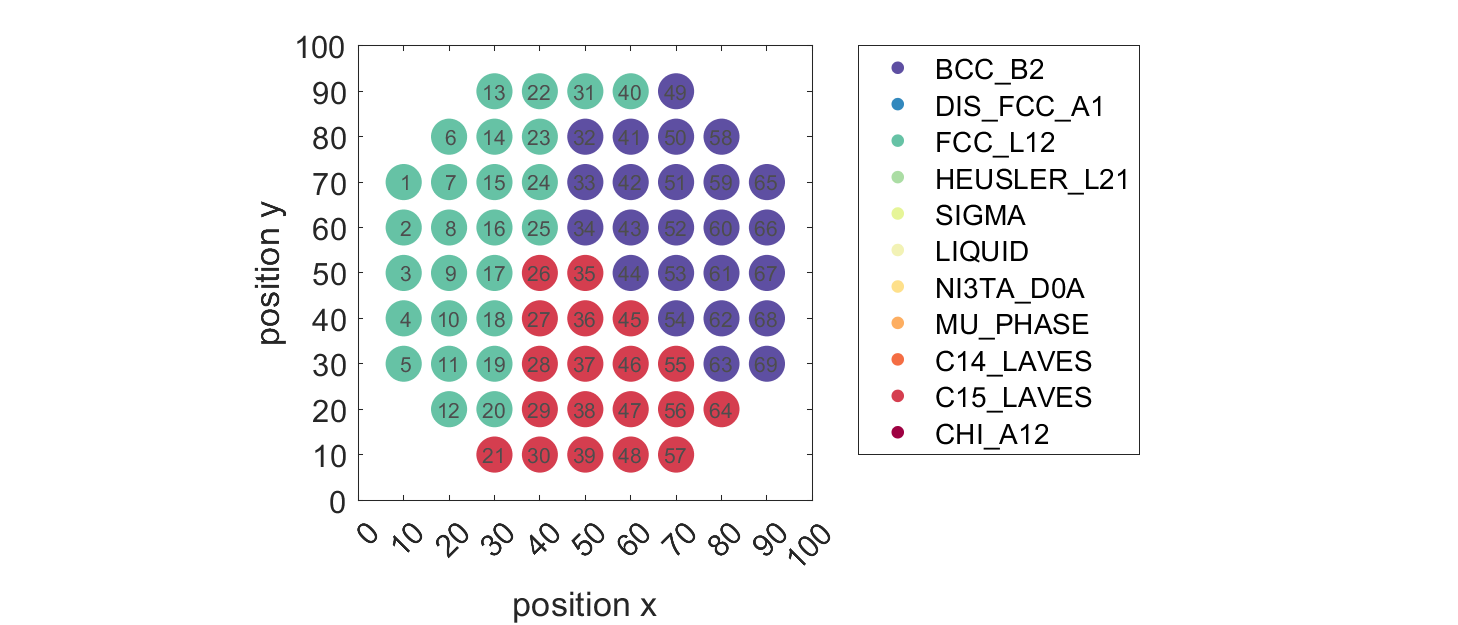 100
90
80
70
60
50
40
30
20
10
0
position y
13 22 31 40 49
6 14 23 32 41 50 58
1 7 15 24 33 42 51 59 65
2 8 16 25 34 43 52 60 66
3 9 17 26 35 44 53 61 67
4 10 18 27 36 45 54 62 68
5 11 19 28 37 46 55 63 69
12 20 29 38 47 56 64
21 30 39 48 57
0 10 20 30 40 50 60 70 80 90 100
position x
BCC_B2
DIS_FCC_A1
FCC_L12
HEUSLER_L21
SIGMA
LIQUID
NI3TA_D0A
MU_PHASE
C14_LAVES
C15_LAVES
CHI_A12